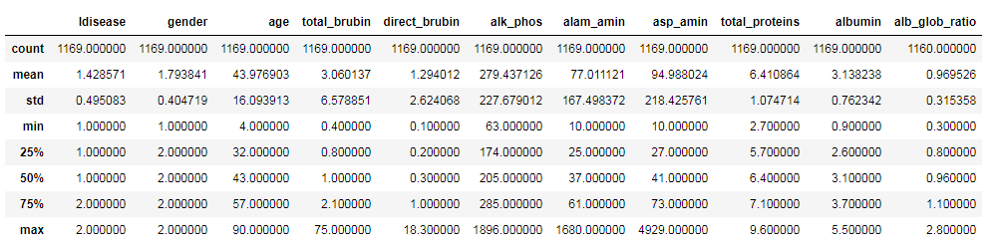 ldisease gender age total_brubin direct_brubin alk_phos alam_amin asp_amin total_proteins albumin alb_glob_ratio
count 1169.000000 1169.000000 1169.000000 1169.000000 1169.000000 1169.000000 1169.000000 1169.000000 1169.000000 1169.000000 1160.000000
mean 1.428571 1.793841 43.976903 3.060137 1.294012 279.437126 77.011121 94.988024 6.410864 3.138238 0.969526
std 0.495083 0.404719 16.093913 6.578851 2.624068 227.679012 167.498372 218.425761 1.074714 0.762342 0.315358
min 1.000000 1.000000 4.000000 0.400000 0.100000 63.000000 10.000000 10.000000 2.700000 0.900000 0.300000
25% 1.000000 2.000000 32.000000 0.800000 0.200000 174.000000 25.000000 27.000000 5.700000 2.600000 0.800000
50% 1.000000 2.000000 43.000000 1.000000 0.300000 205.000000 37.000000 41.000000 6.400000 3.100000 0.960000
75% 2.000000 2.000000 57.000000 2.100000 1.000000 285.000000 61.000000 73.000000 7.100000 3.700000 1.100000
max 2.000000 2.000000 90.000000 75.000000 18.300000 1896.000000 1680.000000 4929.000000 9.600000 5.500000 2.800000